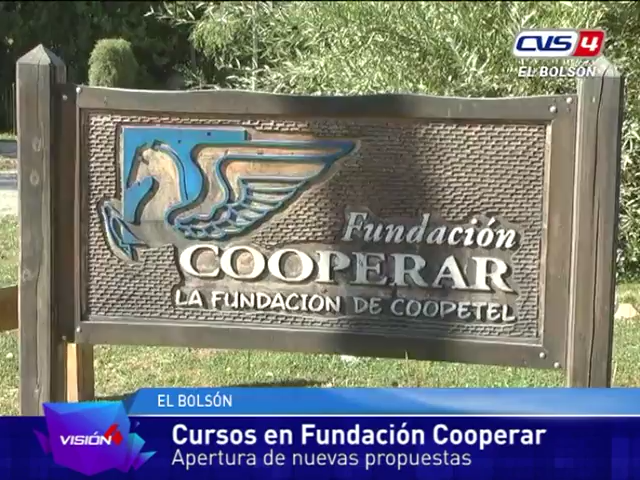 CVS 4
EL BOLSÓN
Fundación
COOPERAR
LA FUNDACION DE COOPETEL
EL BOLSÓN
VISIÓN 4
Cursos en Fundación Cooperar
Apertura de nuevas propuestas